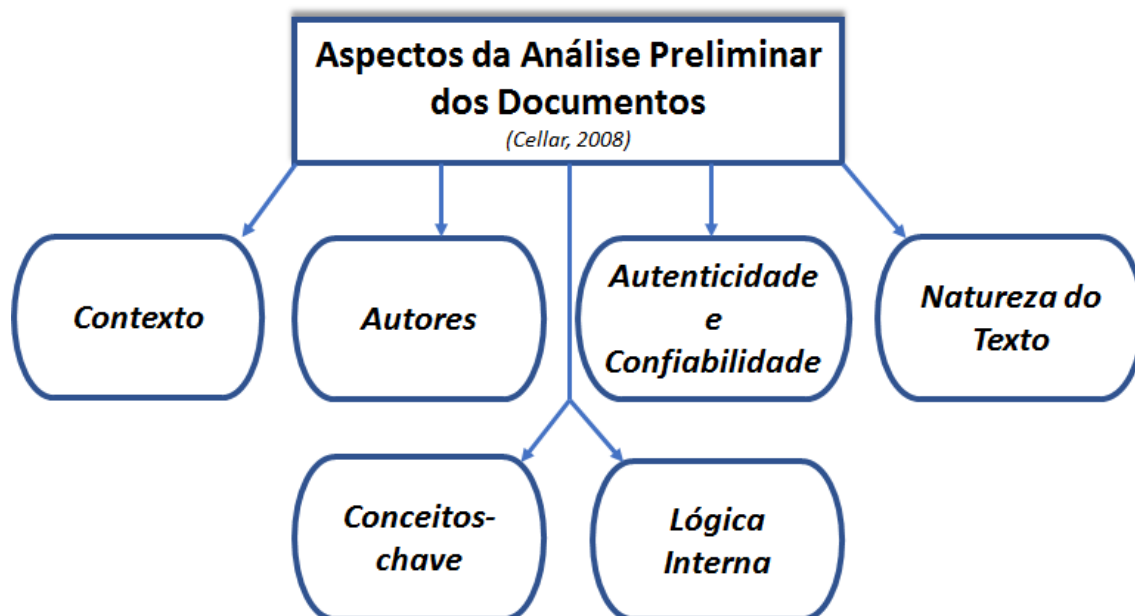 Aspectos da Análise Preliminar
dos Documentos
(Cellar, 2008)
Contexto
Autores
Autenticidade
e
Confiabilidade
Natureza do
Texto
Conceitos-
chave
Lógica
Interna